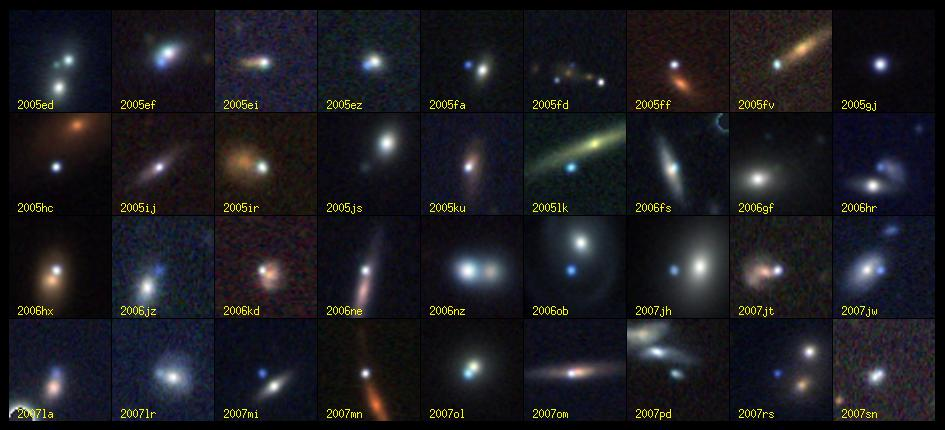 2005ed 2005ef 2005ei 2005ez 2005fa 2005fd 2005ff 2005fv 2005gj
2005hc 2005ij 2005ir 2005js 2005ku 2005lk 2006fs 2006gf 2006hr
2006hx 2006jz 2006kd 2006ne 2006nz 2006ob 2007jh 2007jt 2007jw
2007la 2007lr 2007mi 2007mn 2007ol 2007om 2007pd 2007rs 2007sn